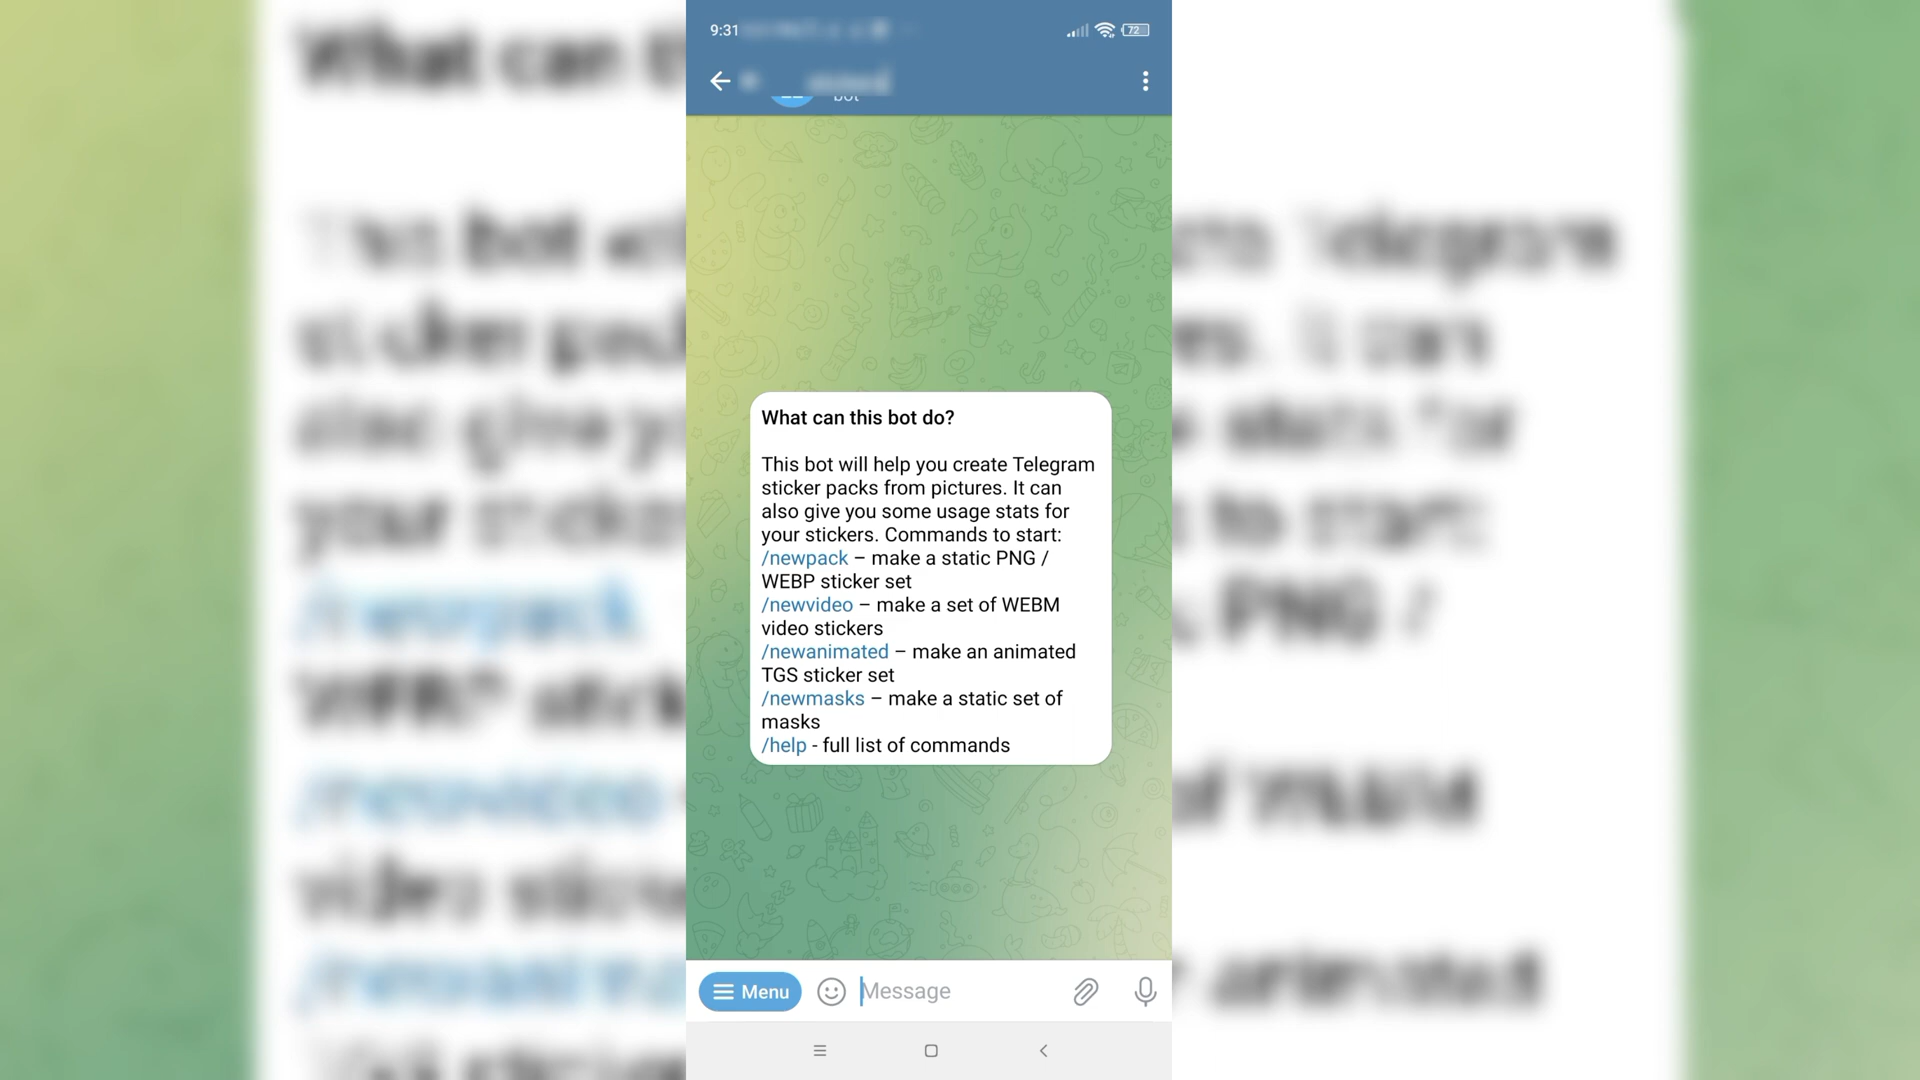 9:31
72
bot
What can this bot do?
This bot will help you create Telegram
sticker packs from pictures. It can
also give you some usage stats for
your stickers. Commands to start:
/newpack – make a static PNG /
WEBP sticker set
/newvideo – make a set of WEBM
video stickers
/newanimated – make an animated
TGS sticker set
/newmasks – make a static set of
masks
/help - full list of commands
Menu
Message